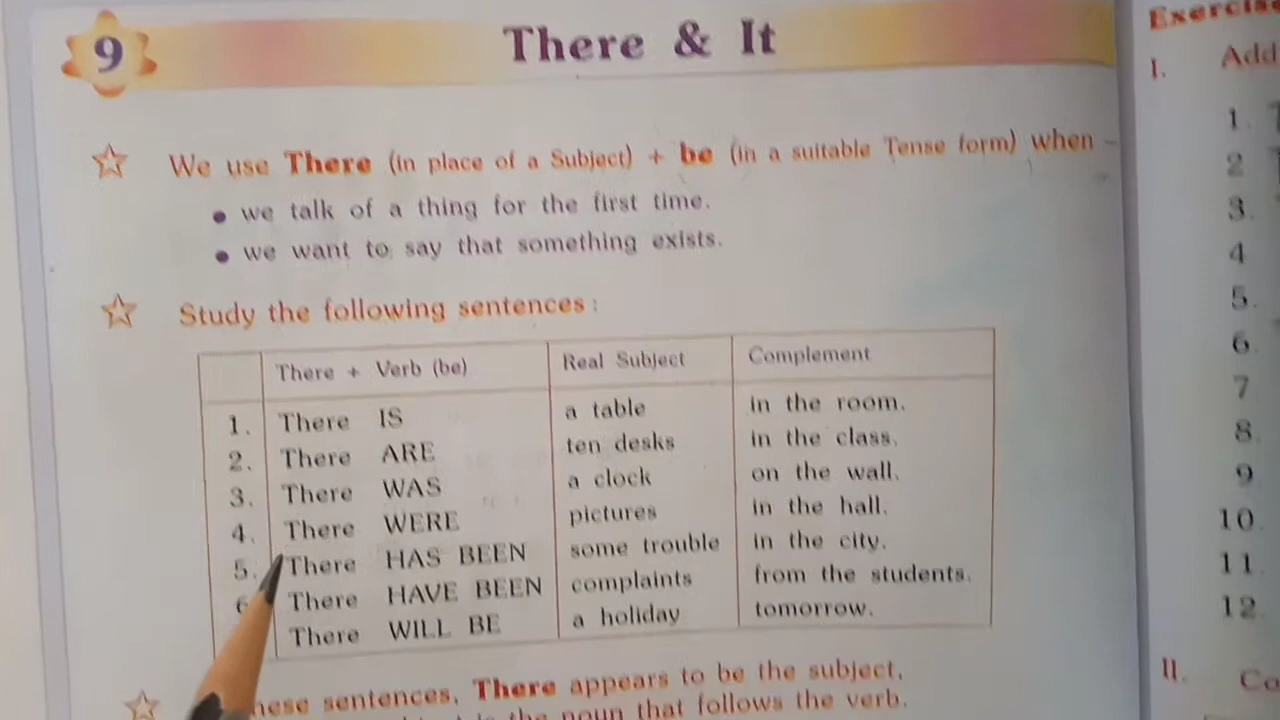 9 There & It
We use There (in place of a Subject) + be (in a suitable Tense form) when –
• we talk of a thing for the first time.
• we want to say that something exists.
Study the following sentences :
There + Verb (be) Real Subject Complement
1. There IS a table in the room.
2. There ARE ten desks in the class.
3. There WAS a clock on the wall.
4. There WERE pictures in the hall.
5. There HAS BEEN some trouble in the city.
6 There HAVE BEEN complaints from the students.
There WILL BE a holiday tomorrow.
sentences, There appears to be the subject.
is the noun that follows the verb.
I. Add
1.
2
3.
4
5.
6.
7
8.
9
10.
11.
12.
II. Co